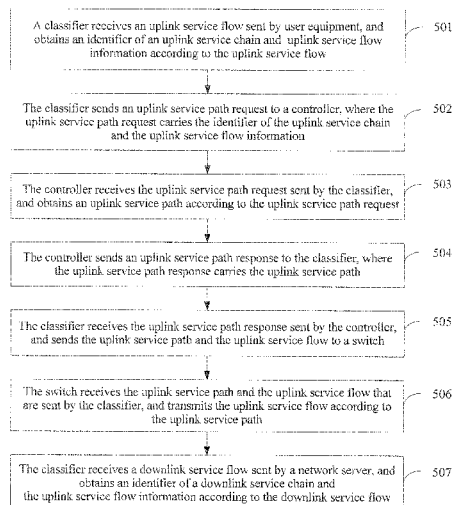 A classifier receives an uplink service flow sent by user equipment, and
obtains an identifier of an uplink service chain and uplink service flow
information according to the uplink service flow
501
The classifier sends an uplink service path request to a controller, where the
uplink service path request carries the identifier of the uplink service chain
and the uplink service flow information
502
The controller receives the uplink service path request sent by the classifier,
and obtains an uplink service path according to the uplink service path request
503
The controller sends an uplink service path response to the classifier, where
the uplink service path response carries the uplink service path
504
The classifier receives the uplink service path response sent by the controller,
and sends the uplink service path and the uplink service flow to a switch
505
The switch receives the uplink service path and the uplink service flow that
are sent by the classifier, and transmits the uplink service flow according to
the uplink service path
506
The classifier receives a downlink service flow sent by a network server, and
obtains an identifier of a downlink service chain and
the uplink service flow information according to the downlink service flow
507